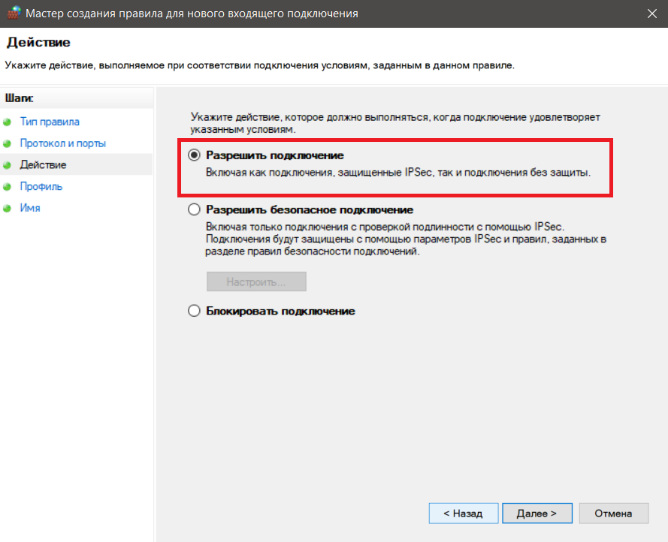 Мастер создания правила для нового входящего подключения
Действие
Укажите действие, выполняемое при соответствии подключения условиям, заданным в данном правиле.
Шаги:
Тип правила
Протокол и порты
Действие
Профиль
Имя
Укажите действие, которое должно выполняться, когда подключение удовлетворяет
указанным условиям.
Разрешить подключение
Включая как подключения, защищенные IPSec, так и подключения без защиты.
Разрешить безопасное подключение
Включая только подключения с проверкой подлинности с помощью IPSec.
Подключения будут защищены с помощью параметров IPSec и правил, заданных в
разделе правил безопасности подключений.
Настроить...
Блокировать подключение
< Назад
Далее >
Отмена